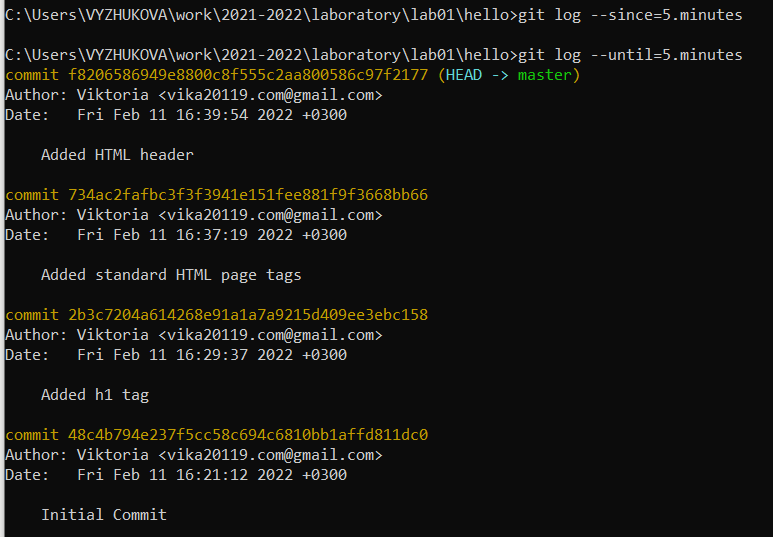 C:\Users\VYZHUKOVA\work\2021-2022\laboratory\lab01\hello>git log --since=5.minutes
C:\Users\VYZHUKOVA\work\2021-2022\laboratory\lab01\hello>git log --until=5.minutes
commit f8206586949e8800c8f555c2aa800586c97f2177 (HEAD -> master)
Author: Viktoria <vika20119.com@gmail.com>
Date:   Fri Feb 11 16:39:54 2022 +0300
Added HTML header
commit 734ac2fafbc3f3f3941e151fee881f9f3668bb66
Author: Viktoria <vika20119.com@gmail.com>
Date:   Fri Feb 11 16:37:19 2022 +0300
Added standard HTML page tags
commit 2b3c7204a614268e91a1a7a9215d409ee3ebc158
Author: Viktoria <vika20119.com@gmail.com>
Date:   Fri Feb 11 16:29:37 2022 +0300
Added h1 tag
commit 48c4b794e237f5cc58c694c6810bb1affd811dc0
Author: Viktoria <vika20119.com@gmail.com>
Date:   Fri Feb 11 16:21:12 2022 +0300
Initial Commit